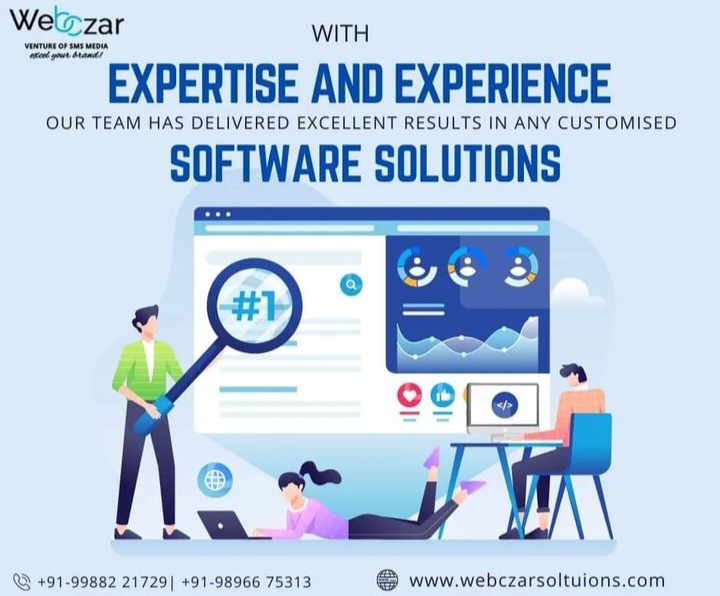 Webczar
VENTURE OF SMS MEDIA
excel your brand!
WITH
EXPERTISE AND EXPERIENCE
OUR TEAM HAS DELIVERED EXCELLENT RESULTS IN ANY CUSTOMISED
SOFTWARE SOLUTIONS
#1
</>
+91-99882 21729| +91-98966 75313
www.webczarsoltuions.com